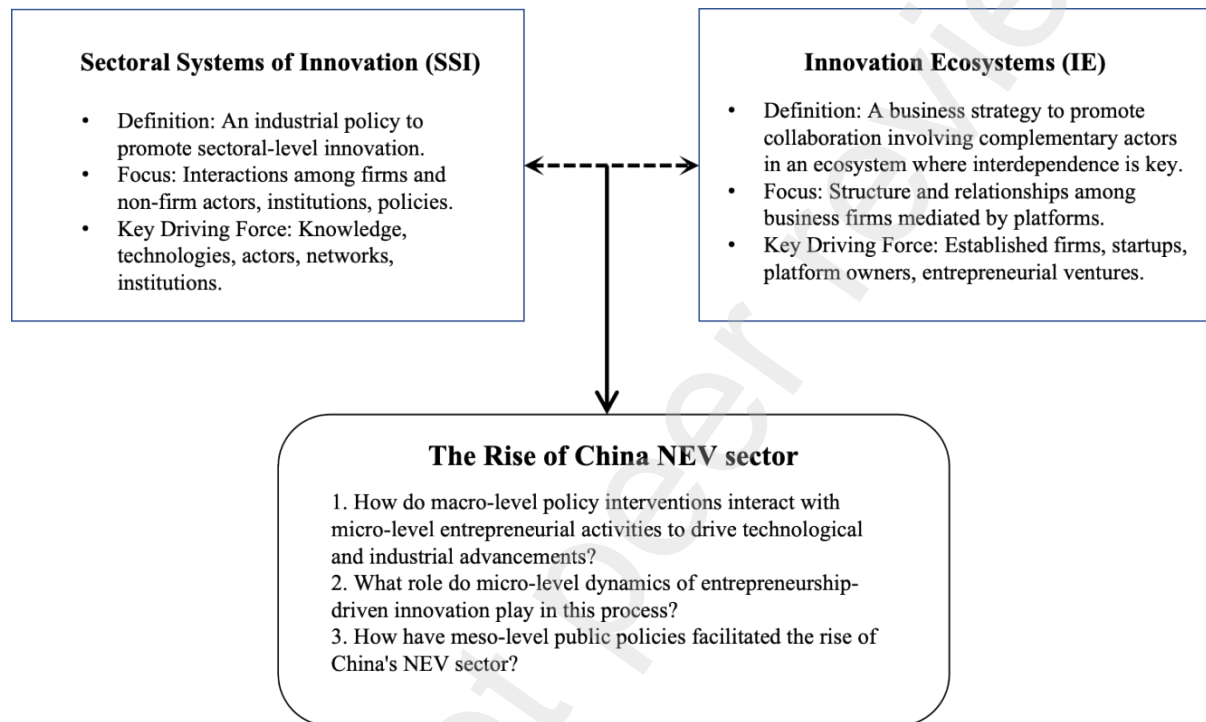 Sectoral Systems of Innovation (SSI)
• Definition: An industrial policy to
promote sectoral-level innovation.
• Focus: Interactions among firms and
non-firm actors, institutions, policies.
• Key Driving Force: Knowledge,
technologies, actors, networks,
institutions.
Innovation Ecosystems (IE)
• Definition: A business strategy to promote
collaboration involving complementary actors
in an ecosystem where interdependence is key.
• Focus: Structure and relationships among
business firms mediated by platforms.
• Key Driving Force: Established firms, startups,
platform owners, entrepreneurial ventures.
The Rise of China NEV sector
1. How do macro-level policy interventions interact with
micro-level entrepreneurial activities to drive technological
and industrial advancements?
2. What role do micro-level dynamics of entrepreneurship-
driven innovation play in this process?
3. How have meso-level public policies facilitated the rise of
China's NEV sector?
peer review